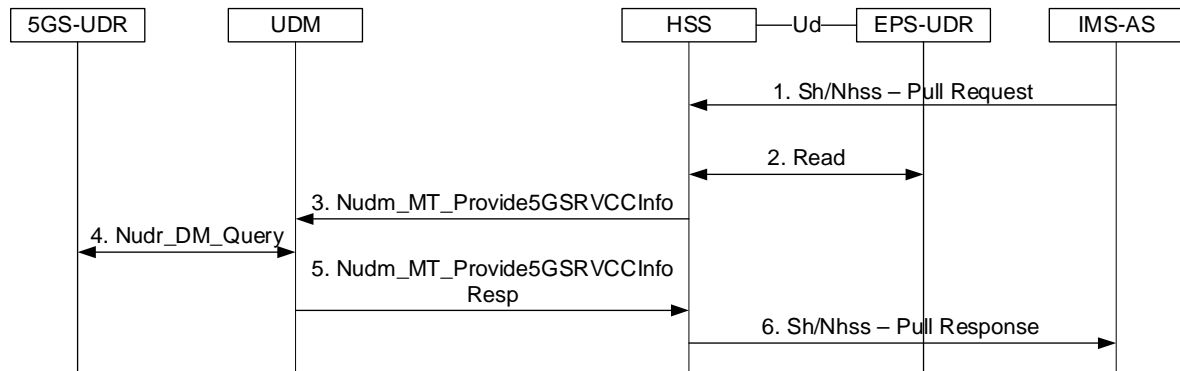 5GS-UDR
UDM
HSS
Ud
EPS-UDR
IMS-AS
1. Sh/Nhss – Pull Request
2. Read
3. Nudm_MT_Provide5GSRVCCInfo
4. Nudr_DM_Query
5. Nudm_MT_Provide5GSRVCCInfo
Resp
6. Sh/Nhss – Pull Response